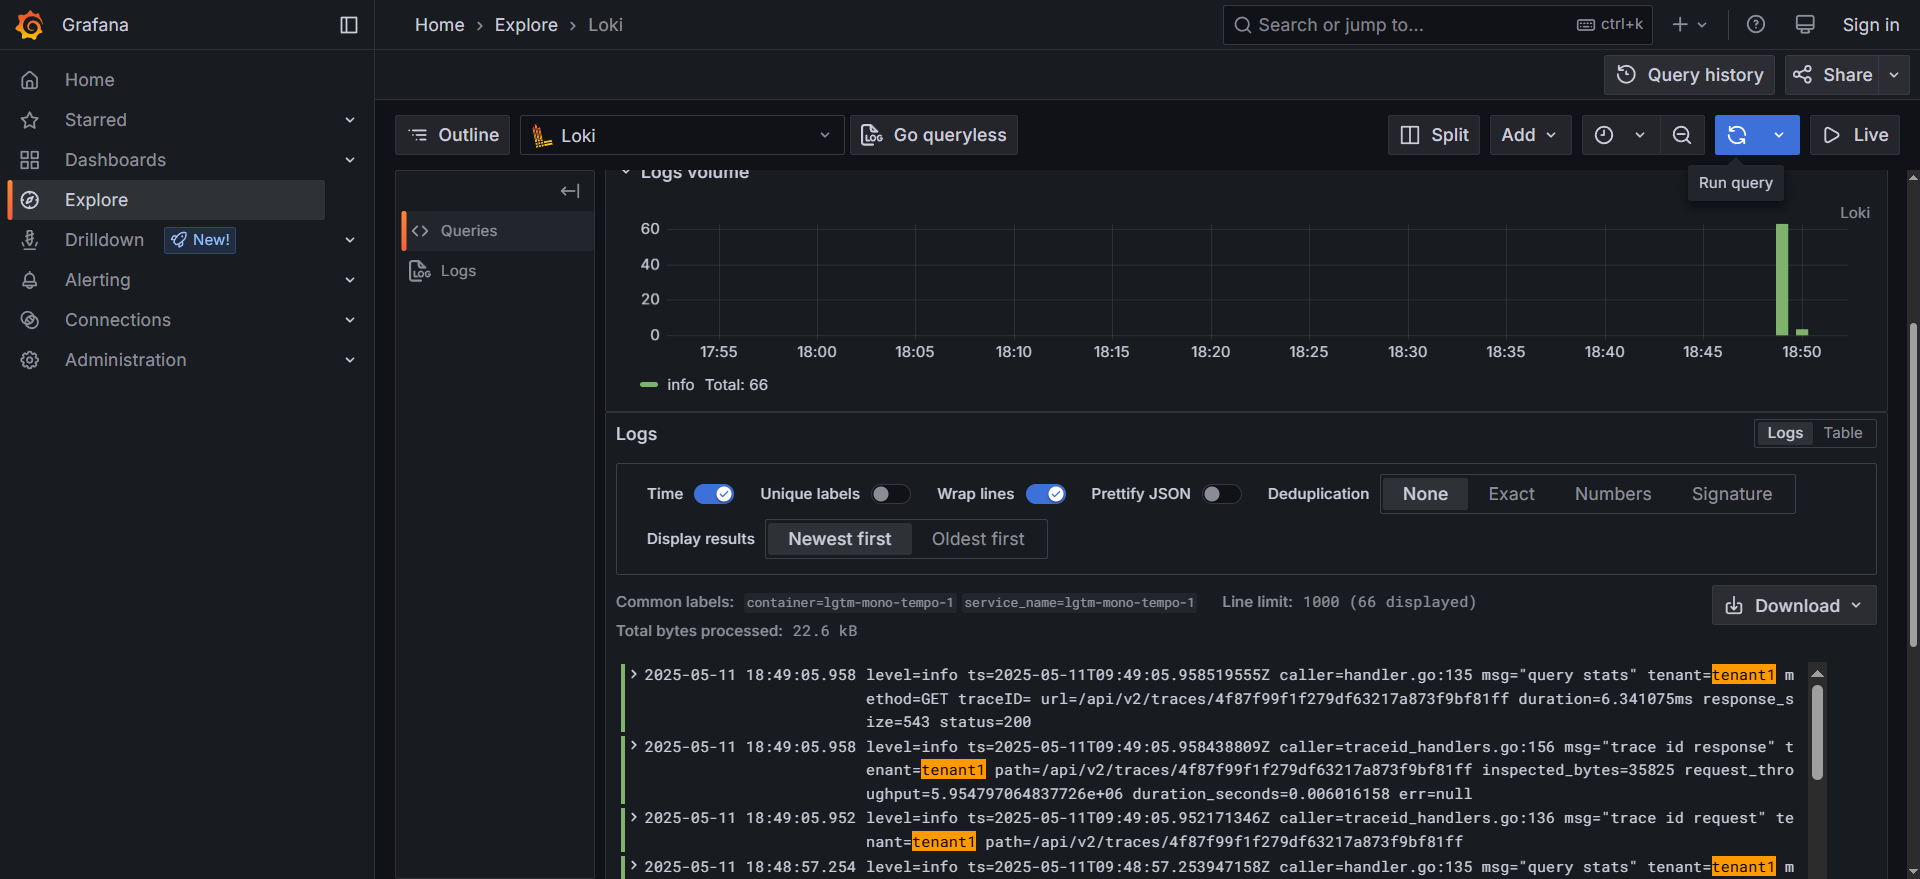 Grafana
Home › Explore › Loki
Search or jump to...
ctrl+k
Sign in
Home
Starred
Dashboards
Explore
Drilldown
New!
Alerting
Connections
Administration
Query history
Share
Outline
Loki
Go queryless
Split
Add
Live
Run query
Queries
Logs
Logs volume
Loki
60
40
20
0
17:55 18:00 18:05 18:10 18:15 18:20 18:25 18:30 18:35 18:40 18:45 18:50
info Total: 66
Logs
Logs Table
Time
Unique labels
Wrap lines
Prettify JSON
Deduplication
None Exact Numbers Signature
Display results
Newest first Oldest first
Common labels: container=lgtm-mono-tempo-1 service_name=lgtm-mono-tempo-1 Line limit: 1000 (66 displayed)
Download
Total bytes processed: 22.6 kB
2025-05-11 18:49:05.958 level=info ts=2025-05-11T09:49:05.958519555Z caller=handler.go:135 msg="query stats" tenant=tenant1 m
ethod=GET traceID= url=/api/v2/traces/4f87f99f1f279df63217a873f9bf81ff duration=6.341075ms response_s
ize=543 status=200
2025-05-11 18:49:05.958 level=info ts=2025-05-11T09:49:05.958438809Z caller=traceid_handlers.go:156 msg="trace id response" t
enant=tenant1 path=/api/v2/traces/4f87f99f1f279df63217a873f9bf81ff inspected_bytes=35825 request_thro
ughput=5.954797064837726e+06 duration_seconds=0.006016158 err=null
2025-05-11 18:49:05.952 level=info ts=2025-05-11T09:49:05.952171346Z caller=traceid_handlers.go:136 msg="trace id request" te
nant=tenant1 path=/api/v2/traces/4f87f99f1f279df63217a873f9bf81ff
2025-05-11 18:48:57.254 level=info ts=2025-05-11T09:48:57.253947158Z caller=handler.go:135 msg="query stats" tenant=tenant1 m